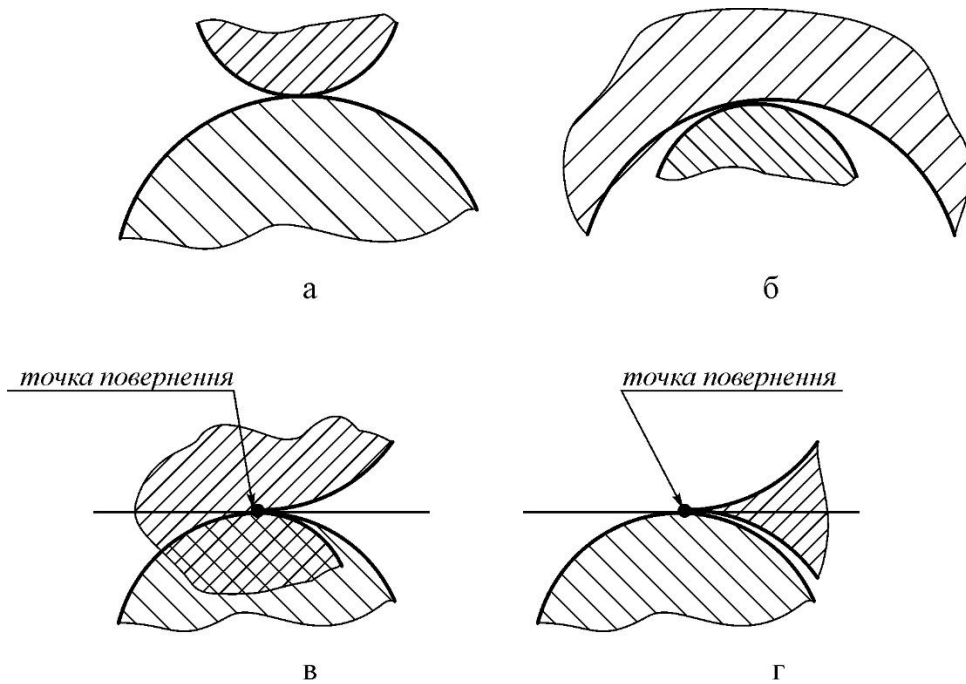 а
б
точка повернення
точка повернення
в
г